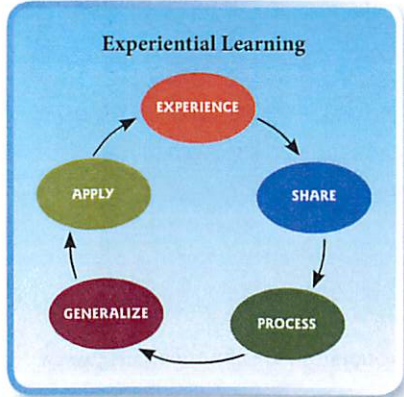 Experiential Learning
EXPERIENCE
SHARE
PROCESS
GENERALIZE
APPLY